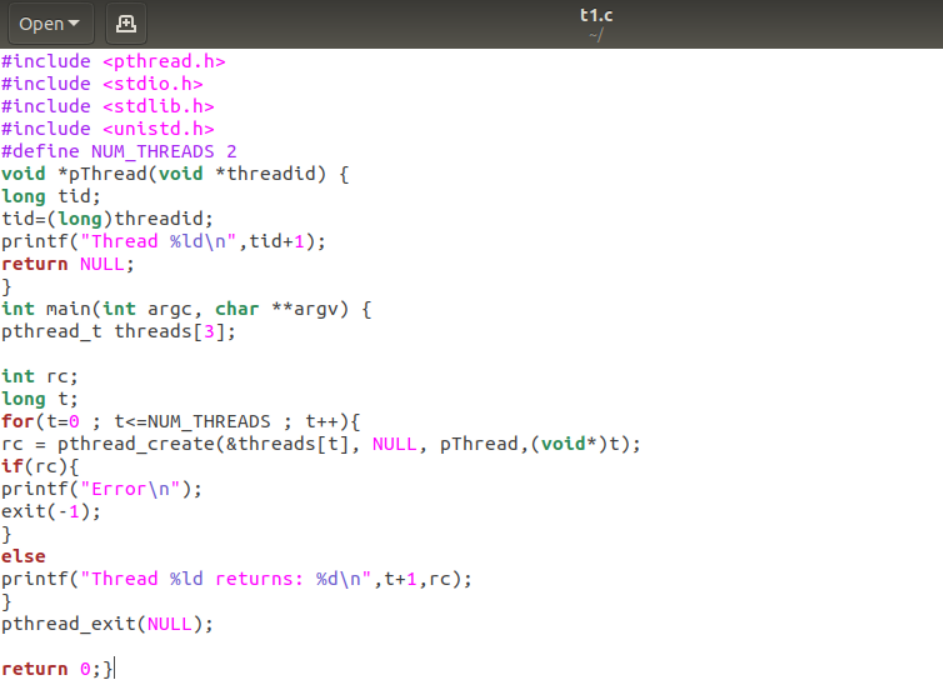 Open
t1.c
~/
#include <pthread.h>
#include <stdio.h>
#include <stdlib.h>
#include <unistd.h>
#define NUM_THREADS 2
void *pThread(void *threadid) {
long tid;
tid=(long)threadid;
printf("Thread %ld\n",tid+1);
return NULL;
}
int main(int argc, char **argv) {
pthread_t threads[3];

int rc;
long t;
for(t=0 ; t<=NUM_THREADS ; t++){
rc = pthread_create(&threads[t], NULL, pThread,(void*)t);
if(rc){
printf("Error\n");
exit(-1);
}
else
printf("Thread %ld returns: %d\n",t+1,rc);
}
pthread_exit(NULL);

return 0;}